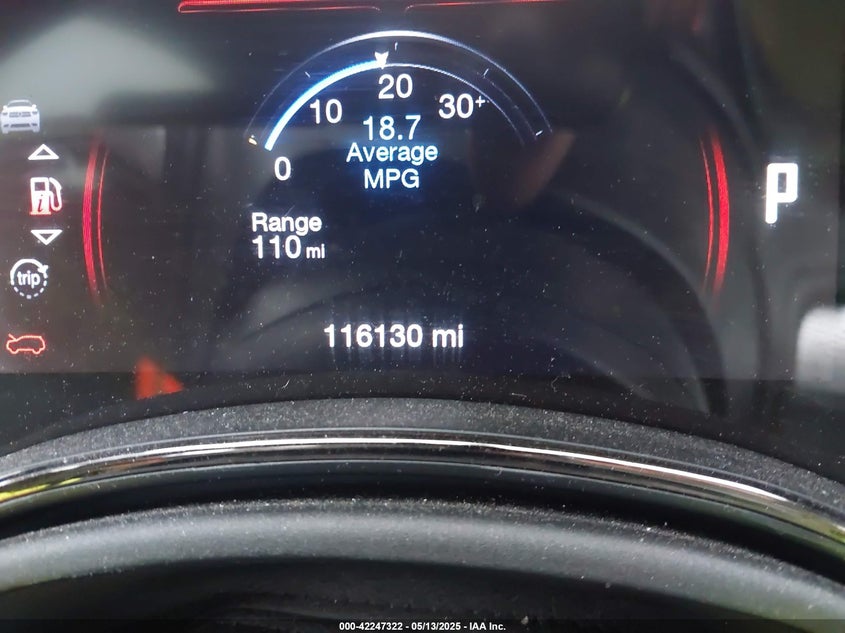 20
10
30+
18.7
Average
MPG
0
P
i
Range
110 mi
trip
116130 mi
000-42247322 - 05/13/2025 - IAA Inc.